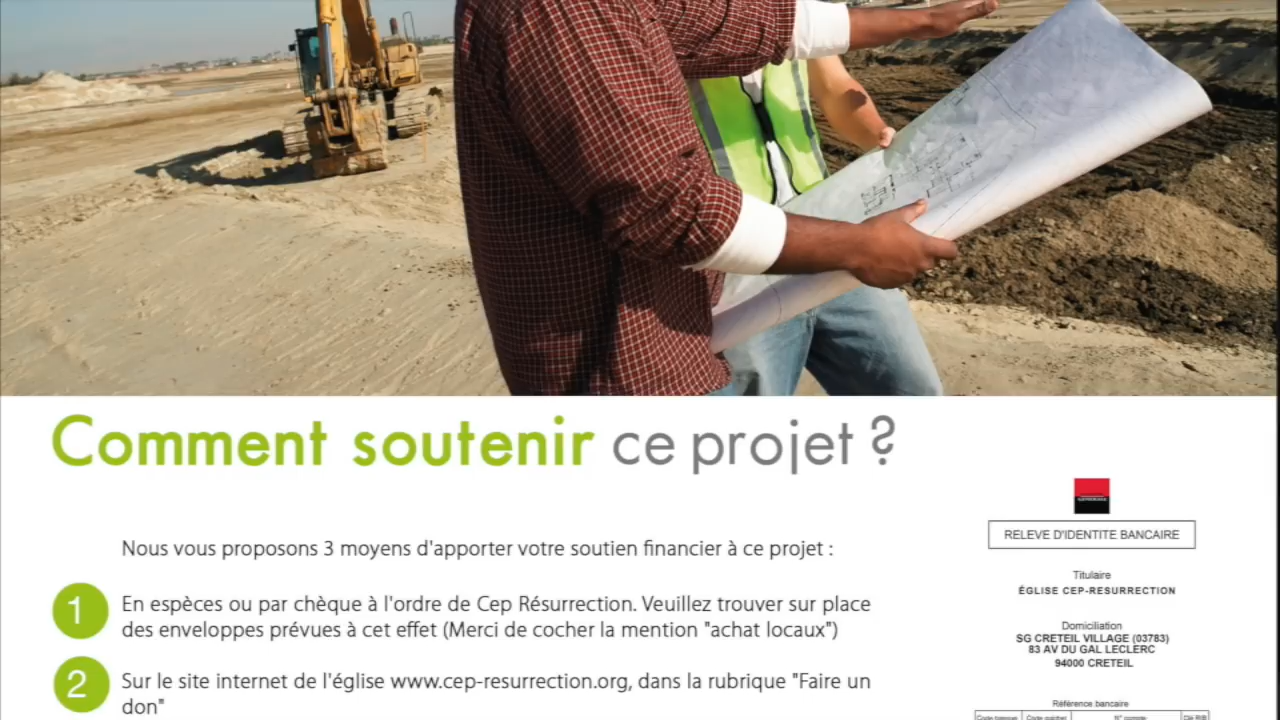 Comment soutenir ce projet ?
Nous vous proposons 3 moyens d'apporter votre soutien financier à ce projet :
1
En espèces ou par chèque à l'ordre de Cep Résurrection. Veuillez trouver sur place
des enveloppes prévues à cet effet (Merci de cocher la mention "achat locaux")
2
Sur le site internet de l'église www.cep-resurrection.org, dans la rubrique "Faire un
don"
RELEVE D'IDENTITE BANCAIRE
Titulaire
ÉGLISE CEP-RESURRECTION
Domiciliation
SG CRETEIL VILLAGE (03783)
83 AV DU GAL LECLERC
94000 CRETEIL
Référence bancaire